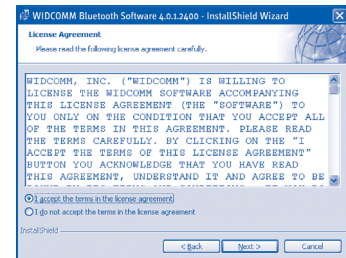 WIDCOMM Bluetooth Software 4.0.1.2400 - InstallShield Wizard
License Agreement
Please read the following license agreement carefully.
WIDCOMM, INC. ("WIDCOMM") IS WILLING TO
LICENSE THE WIDCOMM SOFTWARE ACCOMPANYING
THIS LICENSE AGREEMENT (THE "SOFTWARE") TO
YOU ONLY ON THE CONDITION THAT YOU ACCEPT ALL
OF THE TERMS IN THIS AGREEMENT. PLEASE READ
THE TERMS CAREFULLY. BY CLICKING ON THE "I
ACCEPT THE TERMS OF THIS LICENSE AGREEMENT"
BUTTON YOU ACKNOWLEDGE THAT YOU HAVE READ
THIS AGREEMENT, UNDERSTAND IT AND AGREE TO BE
I accept the terms in the license agreement
I do not accept the terms in the license agreement
InstallShield
< Back
Next >
Cancel